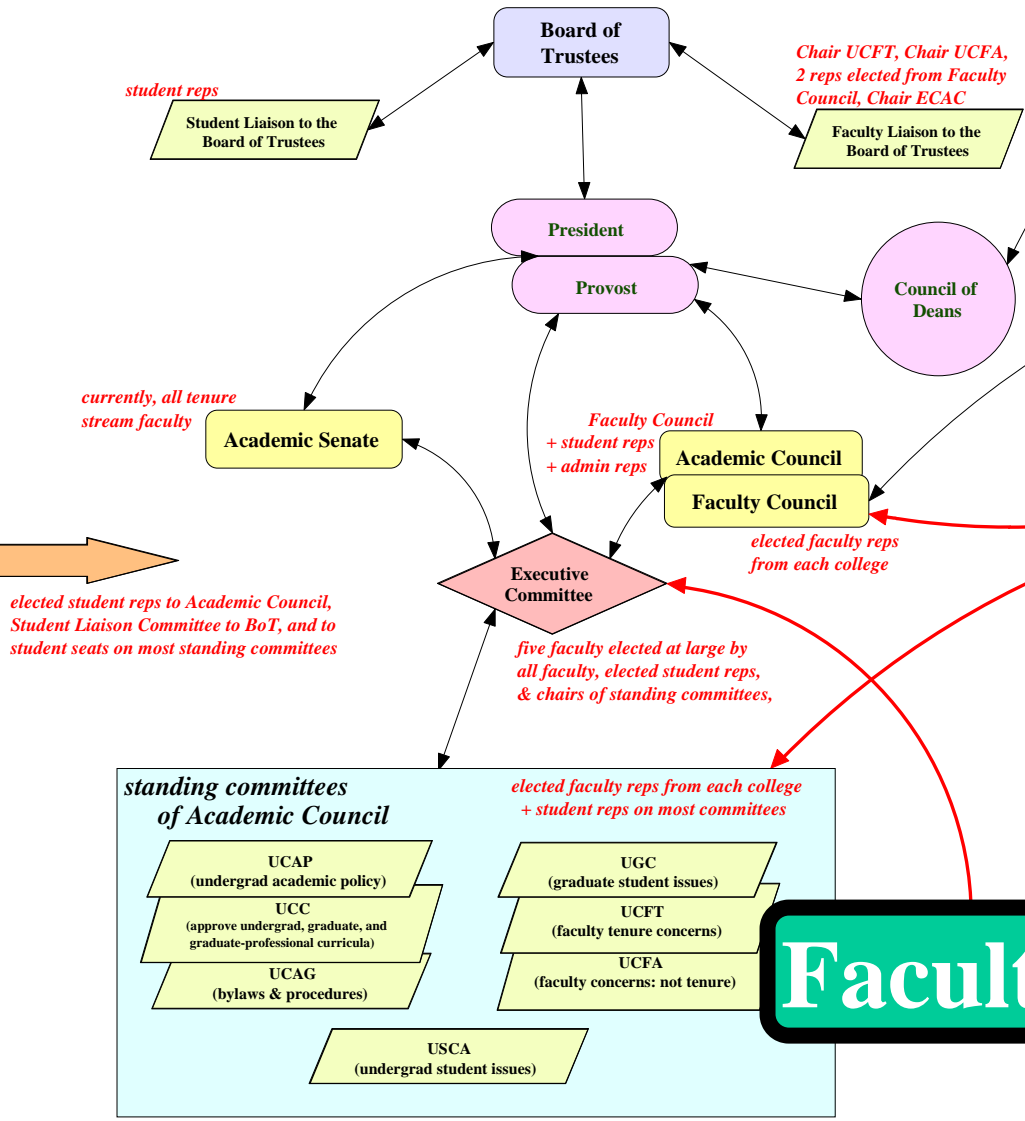 Board of
Trustees
Chair UCFT, Chair UCFA,
2 reps elected from Faculty
Council, Chair ECAC
student reps
Student Liaison to the
Board of Trustees
Faculty Liaison to the
Board of Trustees
President
Provost
Council of
Deans
currently, all tenure
stream faculty
Academic Senate
Faculty Council
+ student reps
+ admin reps
Academic Council
Faculty Council
elected faculty reps
from each college
Executive
Committee
elected student reps to Academic Council,
Student Liaison Committee to BoT, and to
student seats on most standing committees
five faculty elected at large by
all faculty, elected student reps,
& chairs of standing committees,
standing committees
of Academic Council
elected faculty reps from each college
+ student reps on most committees
UCAP
(undergrad academic policy)
UCC
(approve undergrad, graduate, and
graduate-professional curricula)
UCAG
(bylaws & procedures)
UGC
(graduate student issues)
UCFT
(faculty tenure concerns)
UCFA
(faculty concerns: not tenure)
USCA
(undergrad student issues)
Facult